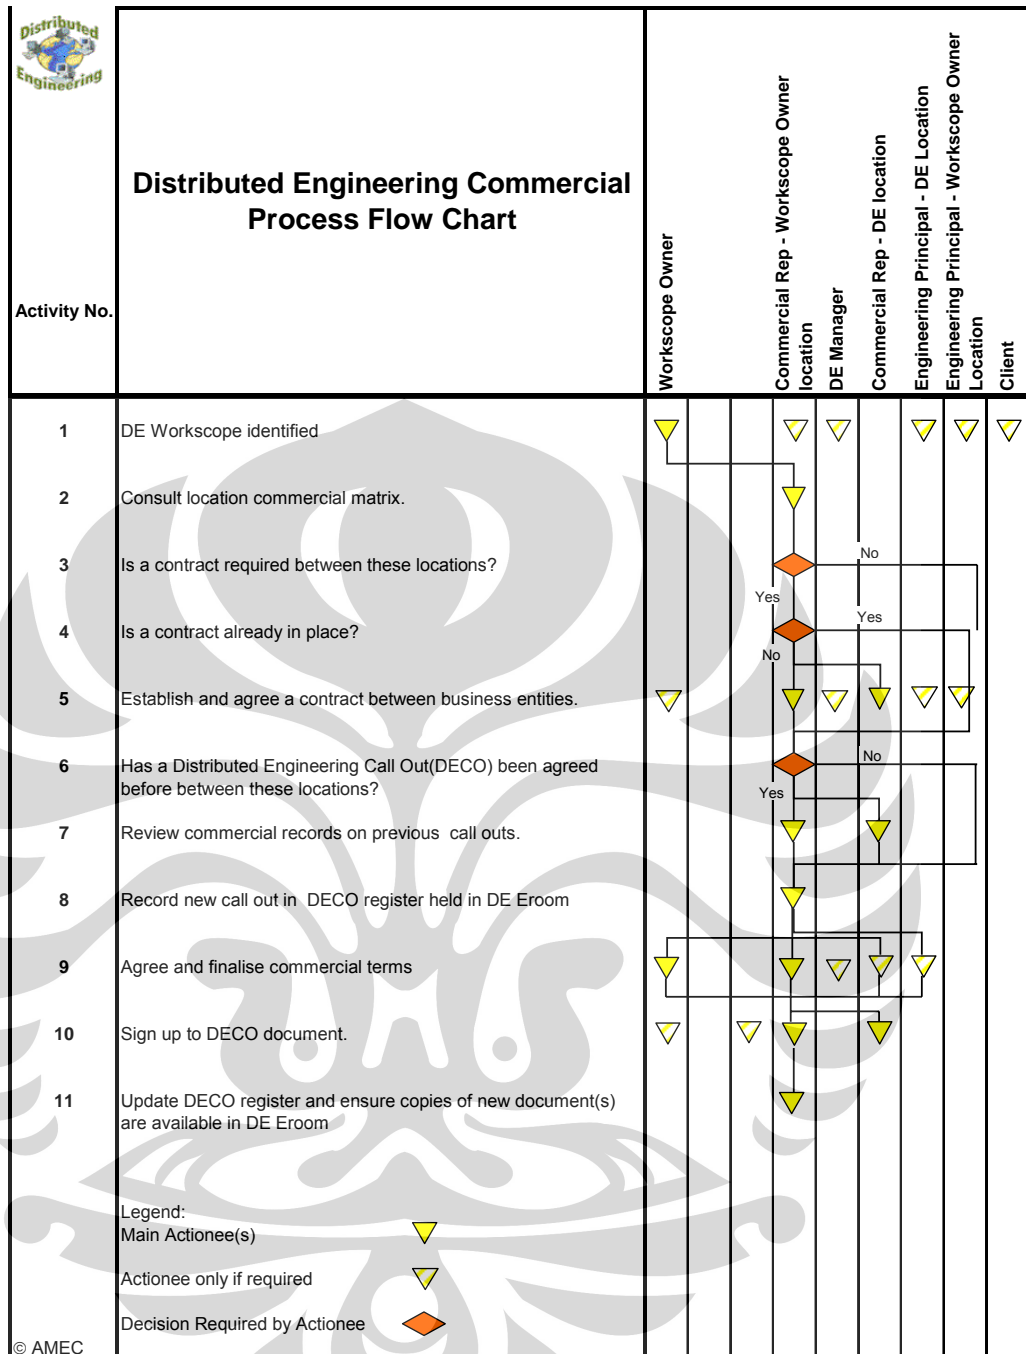 Distributed
Engineering
Activity No.
Distributed Engineering Commercial
Process Flow Chart
Workscope Owner
Commercial Rep - Workscope Owner
location
DE Manager
Commercial Rep - DE location
Engineering Principal - DE Location
Engineering Principal - Workscope Owner
Location
Client
1 DE Workscope identified
2 Consult location commercial matrix.
3 Is a contract required between these locations?
No
Yes
4 Is a contract already in place?
Yes
No
5 Establish and agree a contract between business entities.
6 Has a Distributed Engineering Call Out(DECO) been agreed
before between these locations?
No
Yes
7 Review commercial records on previous call outs.
8 Record new call out in DECO register held in DE Eroom
9 Agree and finalise commercial terms
10 Sign up to DECO document.
11 Update DECO register and ensure copies of new document(s)
are available in DE Eroom
Legend:
Main Actionee(s)
Actionee only if required
Decision Required by Actionee
© AMEC